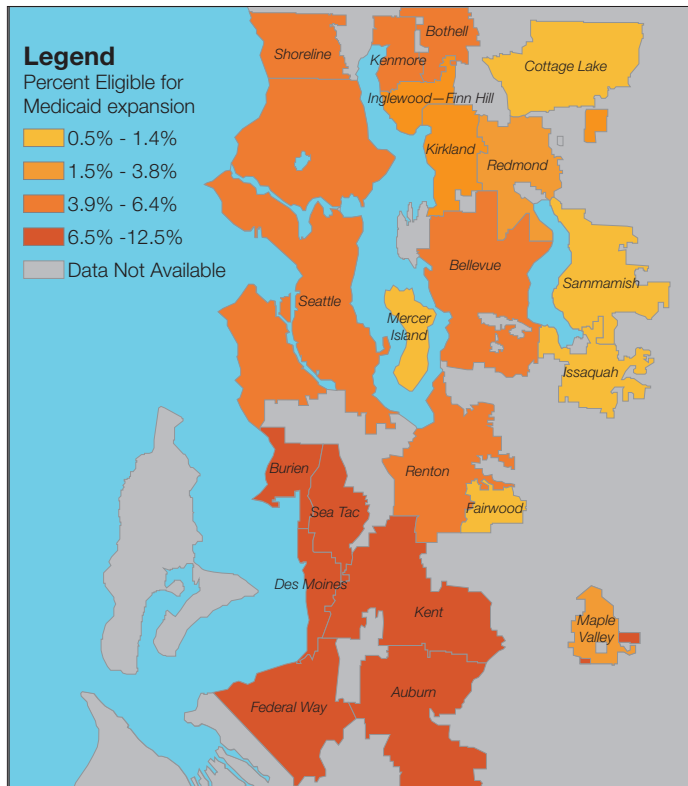 Legend
Percent Eligible for
Medicaid expansion
0.5% - 1.4%
1.5% - 3.8%
3.9% - 6.4%
6.5% -12.5%
Data Not Available
Bothell
Shoreline
Kenmore
Cottage Lake
Inglewood—Finn Hill
Kirkland
Redmond
Bellevue
Sammamish
Seattle
Mercer
Island
Issaquah
Burien
Renton
Sea Tac
Fairwood
Des Moines
Kent
Maple
Valley
Auburn
Federal Way